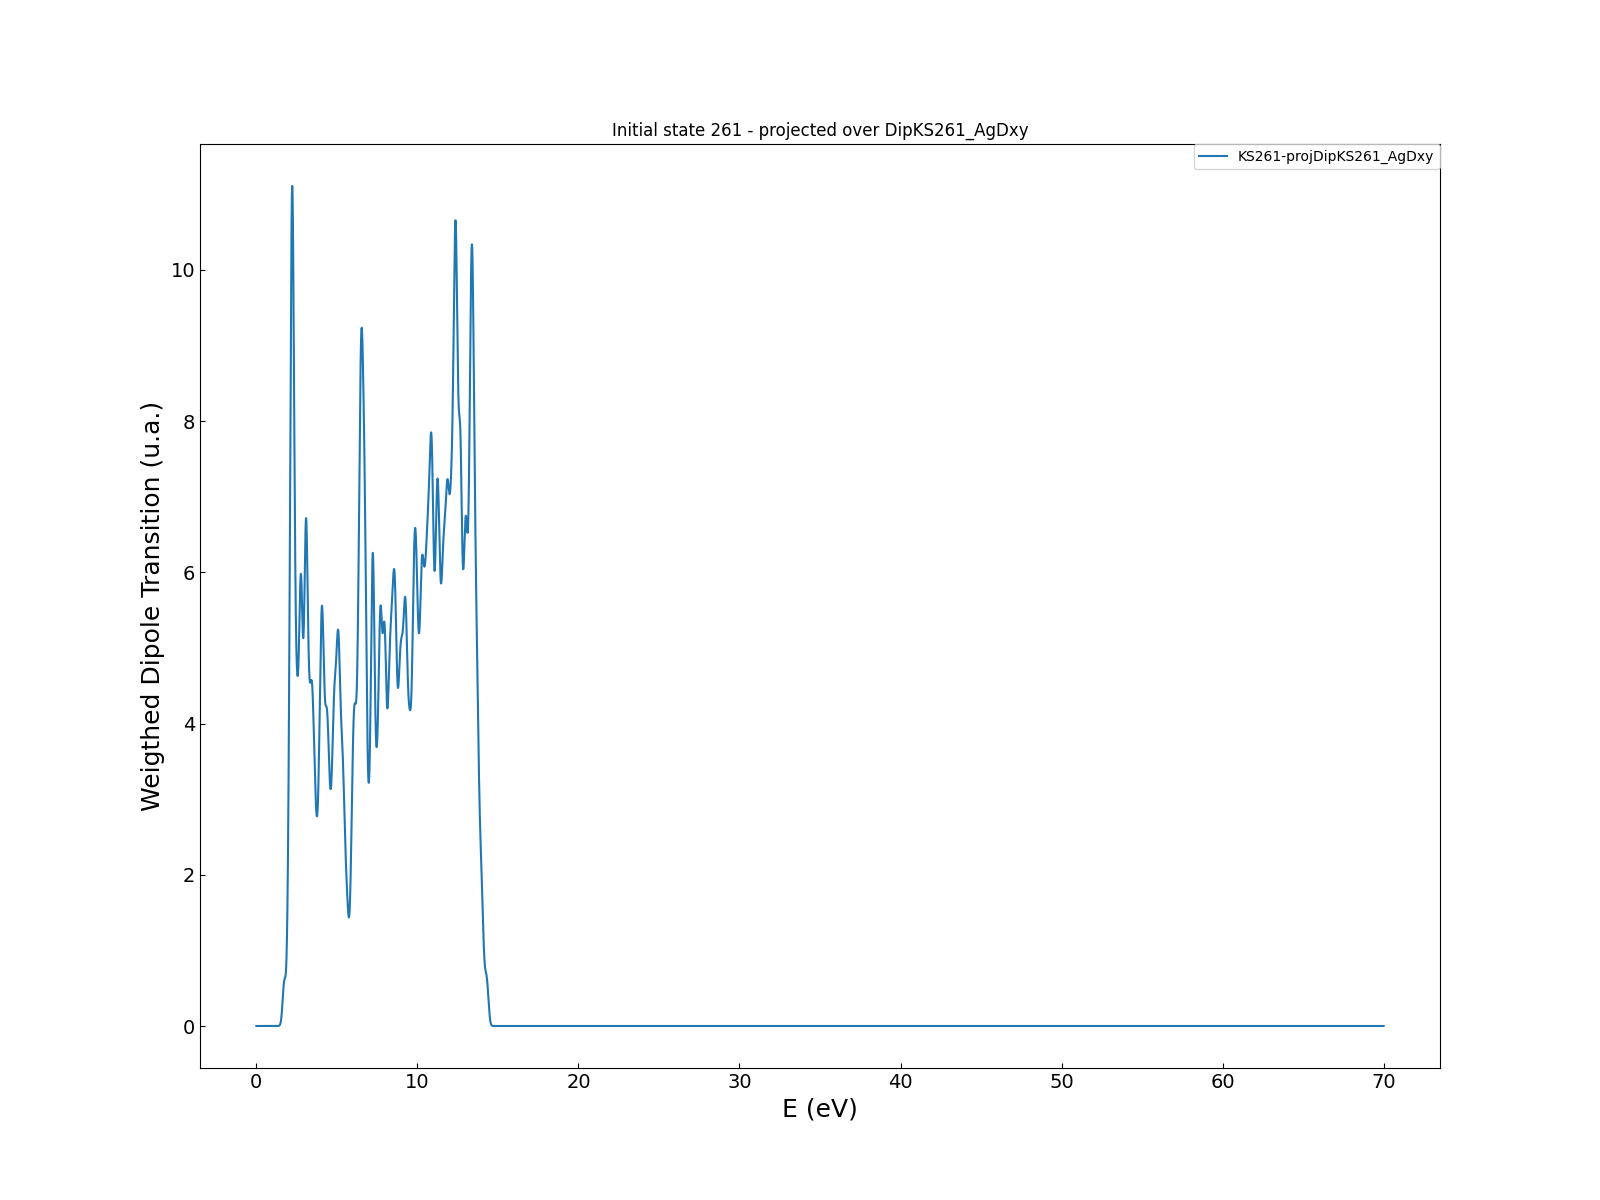 Initial state 261 - projected over DipKS261_AgDxy
KS261-projDipKS261_AgDxy
Weigthed Dipole Transition (u.a.)
10
8
6
4
2
0
0 10 20 30 40 50 60 70
E (eV)